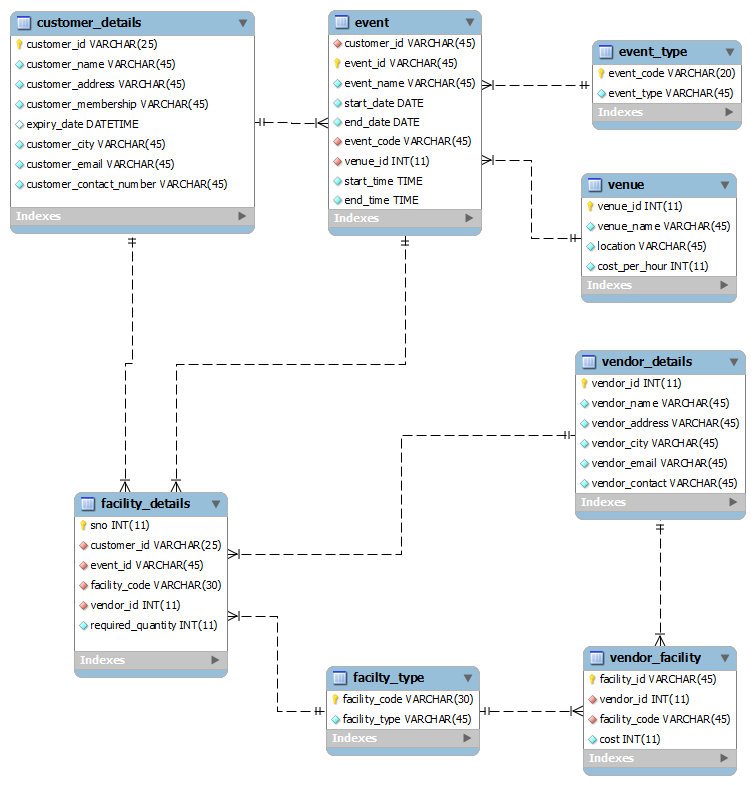 customer_details
customer_id VARCHAR(25)
customer_name VARCHAR(45)
customer_address VARCHAR(45)
customer_membership VARCHAR(45)
expiry_date DATETIME
customer_city VARCHAR(45)
customer_email VARCHAR(45)
customer_contact_number VARCHAR(45)
Indexes
event
customer_id VARCHAR(45)
event_id VARCHAR(45)
event_name VARCHAR(45)
start_date DATE
end_date DATE
event_code VARCHAR(45)
venue_id INT(11)
start_time TIME
end_time TIME
Indexes
event_type
event_code VARCHAR(20)
event_type VARCHAR(45)
Indexes
venue
venue_id INT(11)
venue_name VARCHAR(45)
location VARCHAR(45)
cost_per_hour INT(11)
Indexes
vendor_details
vendor_id INT(11)
vendor_name VARCHAR(45)
vendor_address VARCHAR(45)
vendor_city VARCHAR(45)
vendor_email VARCHAR(45)
vendor_contact VARCHAR(45)
Indexes
facility_details
sno INT(11)
customer_id VARCHAR(25)
event_id VARCHAR(45)
facility_code VARCHAR(30)
vendor_id INT(11)
required_quantity INT(11)
Indexes
facilty_type
facility_code VARCHAR(30)
facility_type VARCHAR(45)
Indexes
vendor_facility
facility_id VARCHAR(45)
vendor_id INT(11)
facility_code VARCHAR(45)
cost INT(11)
Indexes